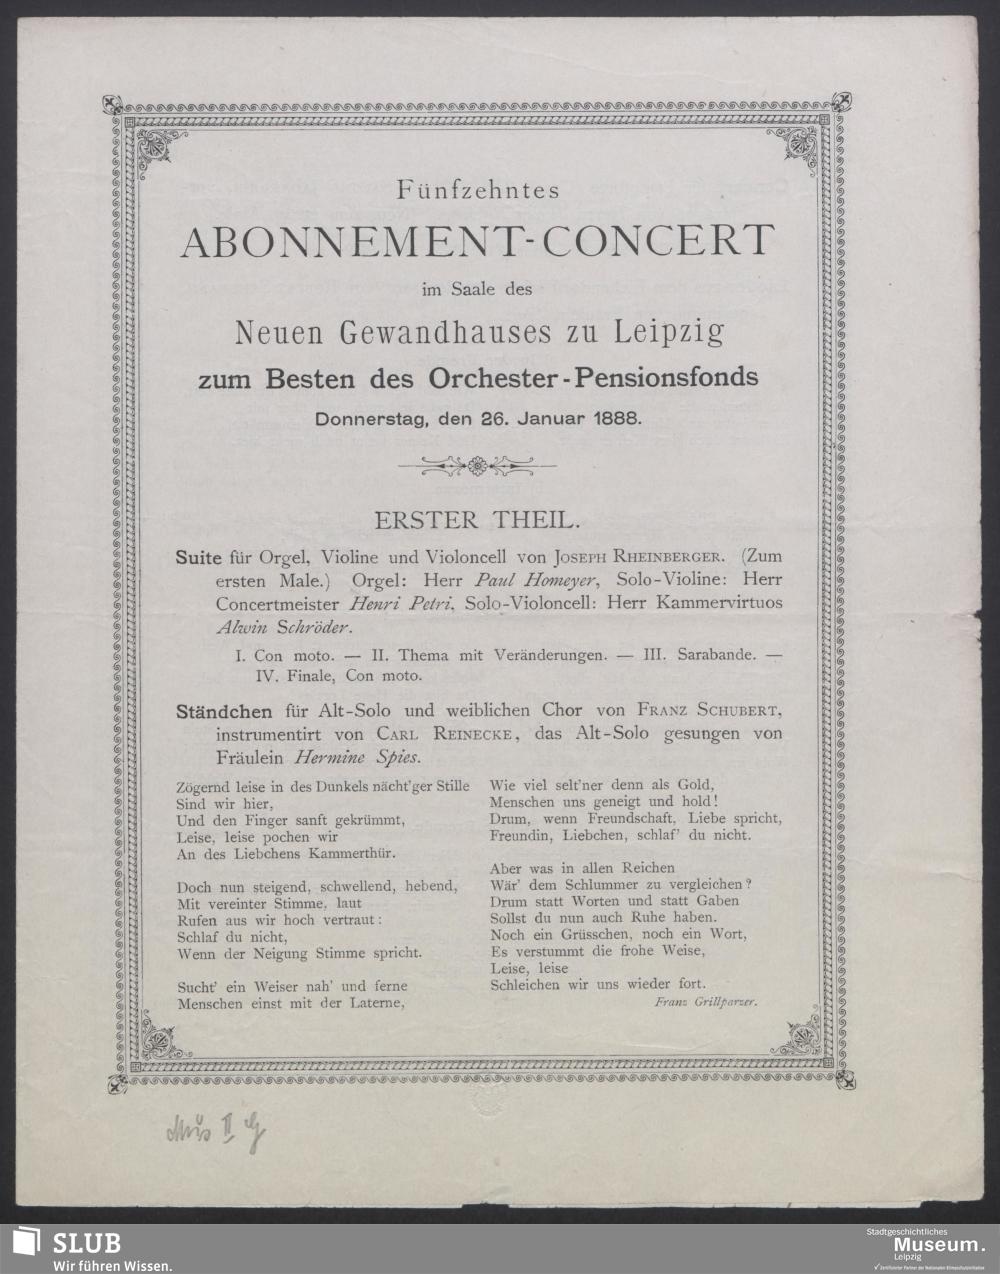 Fünfzehntes
ABONNEMENT-CONCERT
im Saale des
Neuen Gewandhauses zu Leipzig
zum Besten des Orchester-Pensionsfonds
Donnerstag, den 26. Januar 1888.
ERSTER THEIL.
Suite für Orgel, Violine und Violoncell von JOSEPH RHEINBERGER. (Zum
ersten Male.) Orgel: Herr Paul Homeyer, Solo-Violine: Herr
Concertmeister Henri Petri, Solo-Violoncell: Herr Kammervirtuos
Alwin Schröder.
I. Con moto. — II. Thema mit Veränderungen. — III. Sarabande. —
IV. Finale, Con moto.
Ständchen für Alt-Solo und weiblichen Chor von FRANZ SCHUBERT,
instrumentirt von CARL REINECKE, das Alt-Solo gesungen von
Fräulein Hermine Spies.
Zögernd leise in des Dunkels nächt'ger Stille
Sind wir hier,
Und den Finger sanft gekrümmt,
Leise, leise pochen wir
An des Liebchens Kammerthür.
Doch nun steigend, schwellend, hebend,
Mit vereinter Stimme, laut
Rufen aus wir hoch vertraut:
Schlaf du nicht,
Wenn der Neigung Stimme spricht.
Sucht' ein Weiser nah' und ferne
Menschen einst mit der Laterne,
Wie viel selt'ner denn als Gold,
Menschen uns geneigt und hold!
Drum, wenn Freundschaft, Liebe spricht,
Freundin, Liebchen, schlaf' du nicht.
Aber was in allen Reichen
Wär' dem Schlummer zu vergleichen?
Drum statt Worten und statt Gaben
Sollst du nun auch Ruhe haben.
Noch ein Grüsschen, noch ein Wort,
Es verstummt die frohe Weise,
Leise, leise
Schleichen wir uns wieder fort.
Franz Grillparzer.
Mus II G
SLUB
Wir führen Wissen.
Stadtgeschichtliches
Museum.
Leipzig
Zertifizierter Partner der Nationalen Klimaschutzinitiative